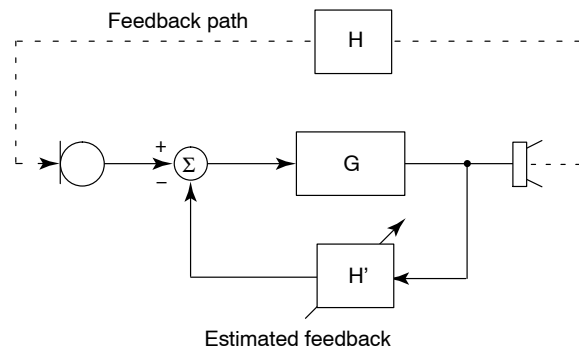 Feedback path
H
+
Σ
−
G
H'
Estimated feedback